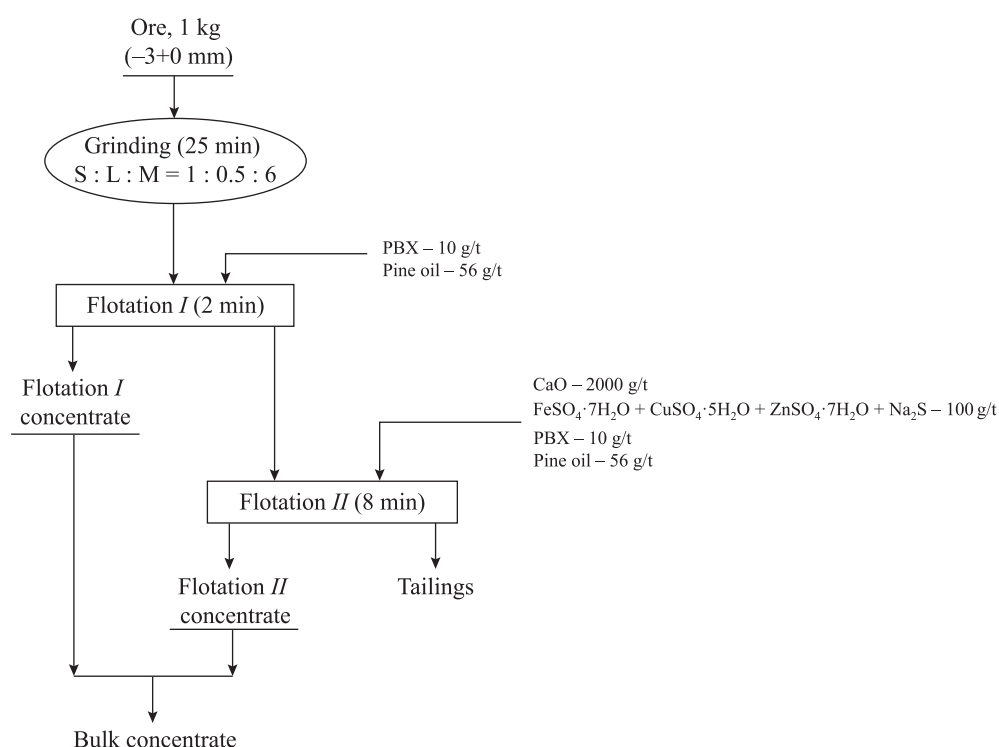 Ore, 1 kg
(–3+0 mm)
Grinding (25 min)
S : L : M = 1 : 0.5 : 6
PBX – 10 g/t
Pine oil – 56 g/t
Flotation I (2 min)
Flotation I
concentrate
CaO – 2000 g/t
FeSO₄·7H₂O + CuSO₄·5H₂O + ZnSO₄·7H₂O + Na₂S – 100 g/t
PBX – 10 g/t
Pine oil – 56 g/t
Flotation II (8 min)
Flotation II
concentrate
Tailings
Bulk concentrate